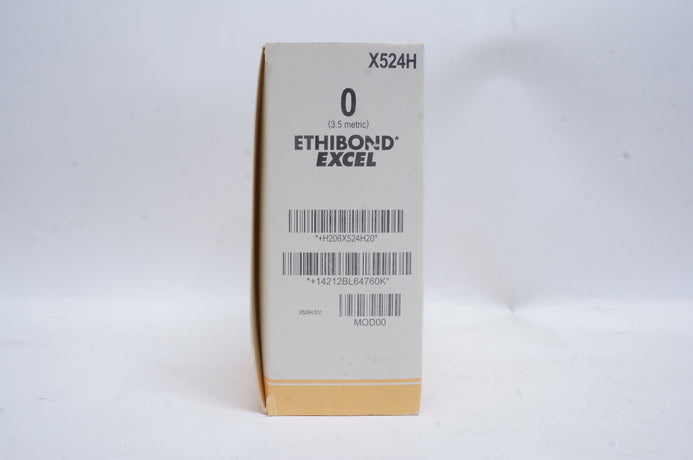 X524H
0
(3.5 metric)
ETHIBOND*
EXCEL
*+H206X524H20*
*+14212BL64760K*
X524H.S31
MOD00